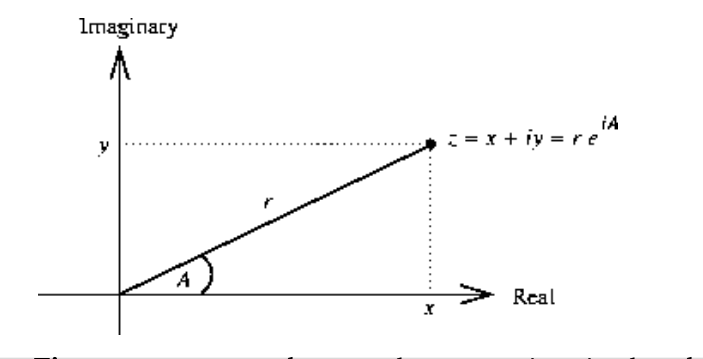 Imaginary
y
z = x + iy = r e^{iA}
r
A
x
Real